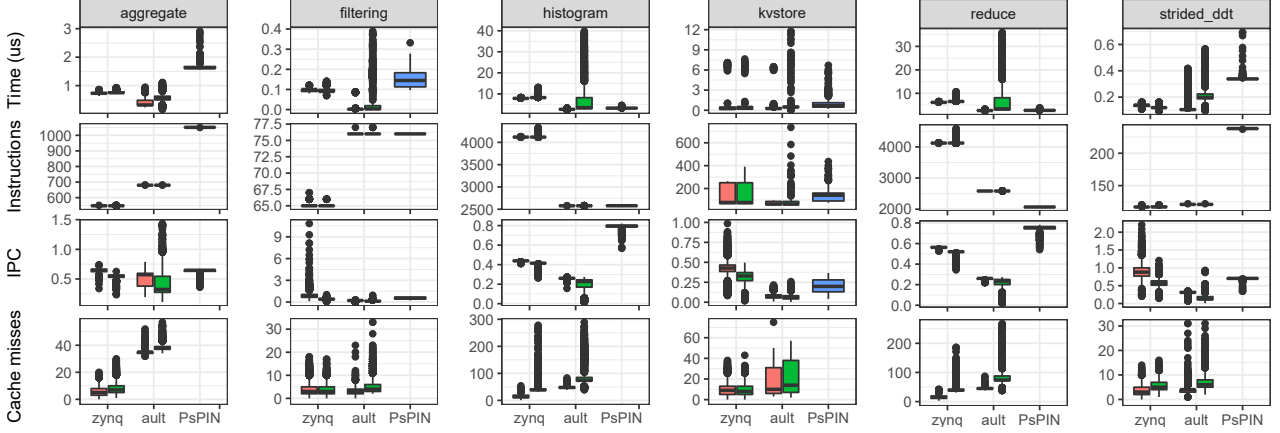 aggregate filtering histogram kvstore reduce strided_ddt
Time (us)
3 2 1
0.4 0.3 0.2 0.1 0.0
40 30 20 10
12 9 6 3 0
30 20 10
0.6 0.4 0.2
Instructions
1000 900 800 700 600
77.5 75.0 72.5 70.0 67.5 65.0
4000 3500 3000 2500
600 400 200
4000 3000 2000
200 150
IPC
1.5 1.0 0.5
9 6 3 0
0.8 0.6 0.4 0.2 0.0
1.00 0.75 0.50 0.25 0.00
0.8 0.6 0.4 0.2 0.0
2.0 1.5 1.0 0.5 0.0
Cache misses
40 20 0
30 20 10 0
300 200 100 0
60 40 20 0
200 100 0
30 20 10 0
zynq ault PsPIN zynq ault PsPIN zynq ault PsPIN zynq ault PsPIN zynq ault PsPIN zynq ault PsPIN